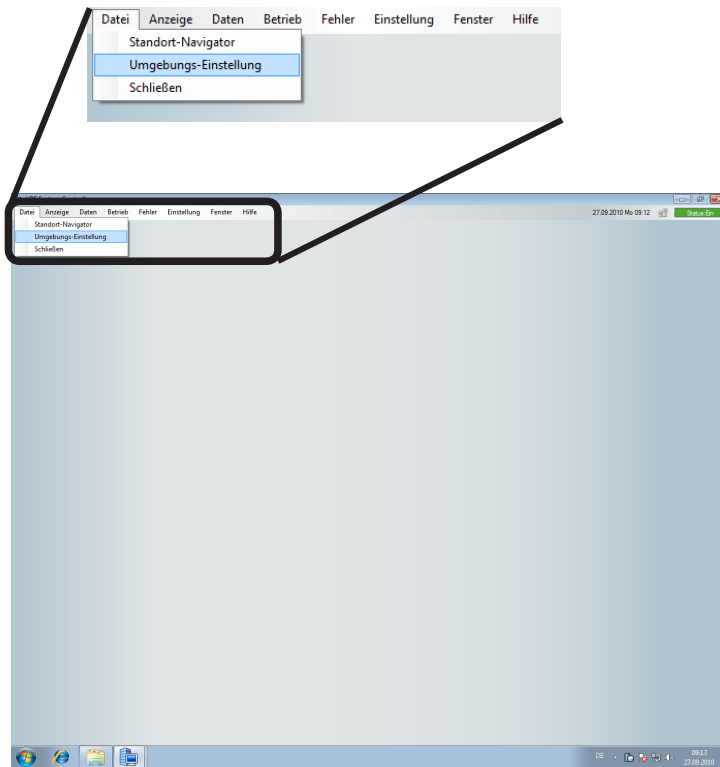 Datei Anzeige Daten Betrieb Fehler Einstellung Fenster Hilfe
Standort-Navigator
Umgebungs-Einstellung
Schließen
Datei Anzeige Daten Betrieb Fehler Einstellung Fenster Hilfe 27.09.2010 Mo 09:12 Status: Ein
Standort-Navigator
Umgebungs-Einstellung
Schließen
DE 09:13
27.09.2010